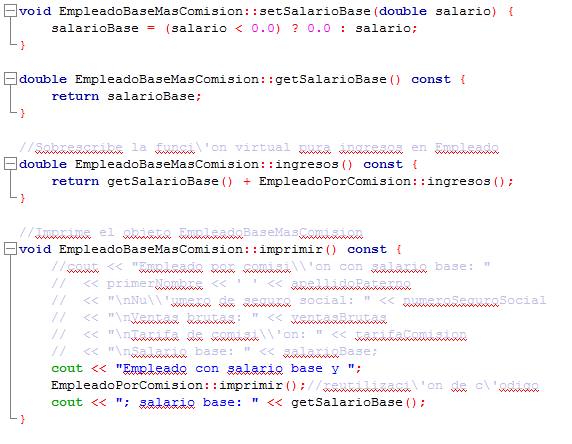 void EmpleadoBaseMasComision::setSalarioBase(double salario) {
    salarioBase = (salario < 0.0) ? 0.0 : salario;
}

double EmpleadoBaseMasComision::getSalarioBase() const {
    return salarioBase;
}

//Sobrescribe la funci\'on virtual pura ingresos en Empleado
double EmpleadoBaseMasComision::ingresos() const {
    return getSalarioBase() + EmpleadoPorComision::ingresos();
}

//Imprime el objeto EmpleadoBaseMasComision
void EmpleadoBaseMasComision::imprimir() const {
    //cout << "Empleado por comisi\\'on con salario base: "
    //  << primerNombre << ' ' << apellidoPaterno
    //  << "\nNu\\'umero de seguro social: " << numeroSeguroSocial
    //  << "\nVentas brutas: " << ventasBrutas
    //  << "\nTarifa de comisi\\'on: " << tarifaComision
    //  << "\nSalario base: " << salarioBase;
    cout << "Empleado con salario base y ";
    EmpleadoPorComision::imprimir();//reutilizaci\'on de c\'odigo
    cout << "; salario base: " << getSalarioBase();
}